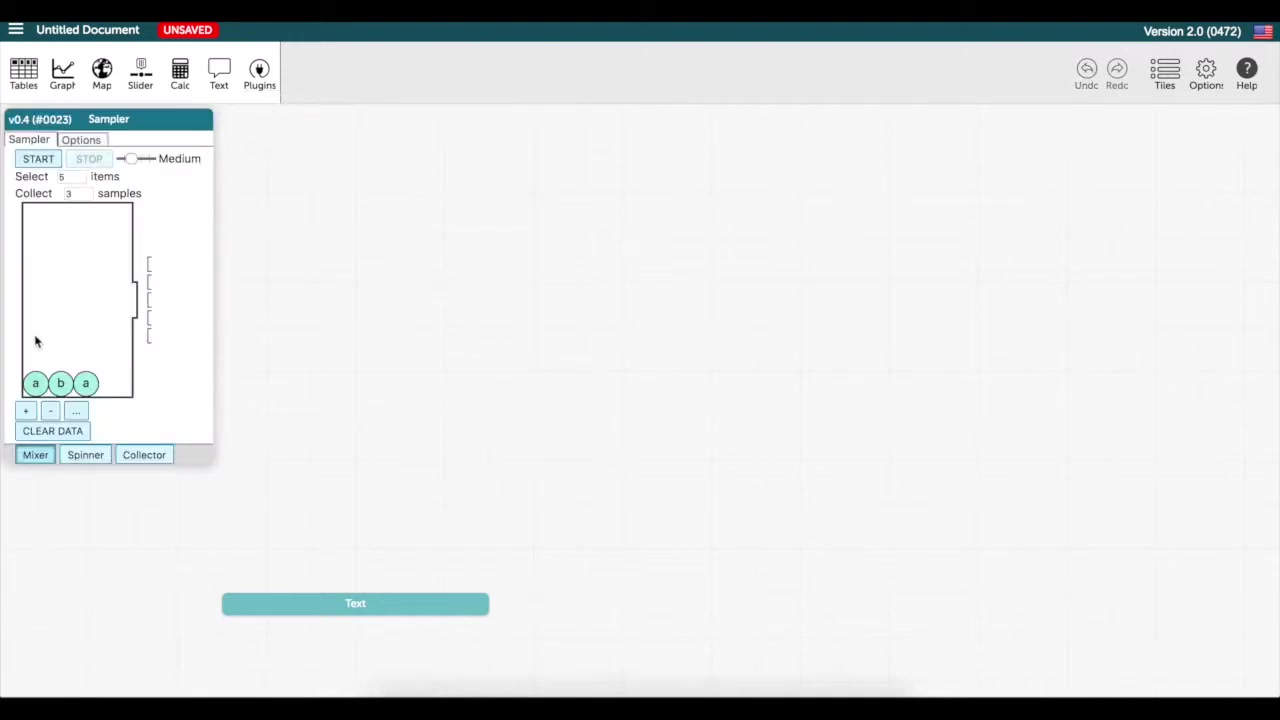 Untitled Document UNSAVED Version 2.0 (0472)
Tables Graph Map Slider Calc Text Plugins Undo Redo Tiles Options Help
?
v0.4 (#0023) Sampler
Sampler Options
START STOP Medium
Select 5 items
Collect 3 samples
a b a
+ - ...
CLEAR DATA
Mixer Spinner Collector
Text